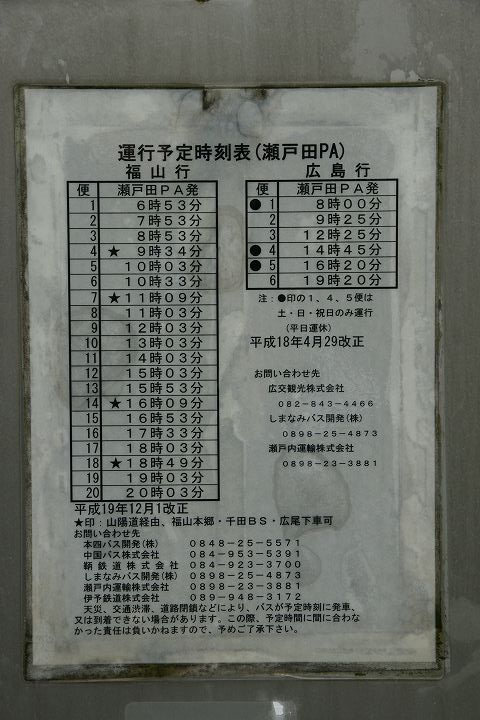 運行予定時刻表(瀬戸田PA)
福山行
便 瀬戸田PA発
1 6時53分
2 7時53分
3 8時53分
4 ★ 9時34分
5 10時03分
6 10時33分
7 ★11時09分
8 11時03分
9 12時03分
10 13時03分
11 14時03分
12 15時03分
13 15時53分
14 ★16時09分
15 16時53分
16 17時33分
17 18時03分
18 ★18時49分
19 19時03分
20 20時03分
平成19年12月1改正
広島行
便 瀬戸田PA発
● 1 8時00分
2 9時25分
3 12時25分
● 4 14時45分
● 5 16時20分
6 19時20分
注:●印の1、4、5便は
土・日・祝日のみ運行
(平日運休)
平成18年4月29改正
お問い合わせ先
広交観光株式会社
082-843-4466
しまなみバス開発(株)
0898-25-4873
瀬戸内運輸株式会社
0898-23-3881
★印:山陽道経由、福山本郷・千田BS・広尾下車可
お問い合わせ先
本四バス開発(株) 0848-25-5571
中国バス株式会社 084-953-5391
鞆鉄道株式会社 084-923-3700
しまなみバス開発(株) 0898-25-4873
瀬戸内運輸株式会社 0898-23-3881
伊予鉄道株式会社 089-948-3172
天災、交通渋滞、道路閉鎖などにより、バスが予定時刻に発車、
又は到着できない場合があります。この際、予定時間に間に合わな
かった責任は負いかねますので、予めご了承下さい。